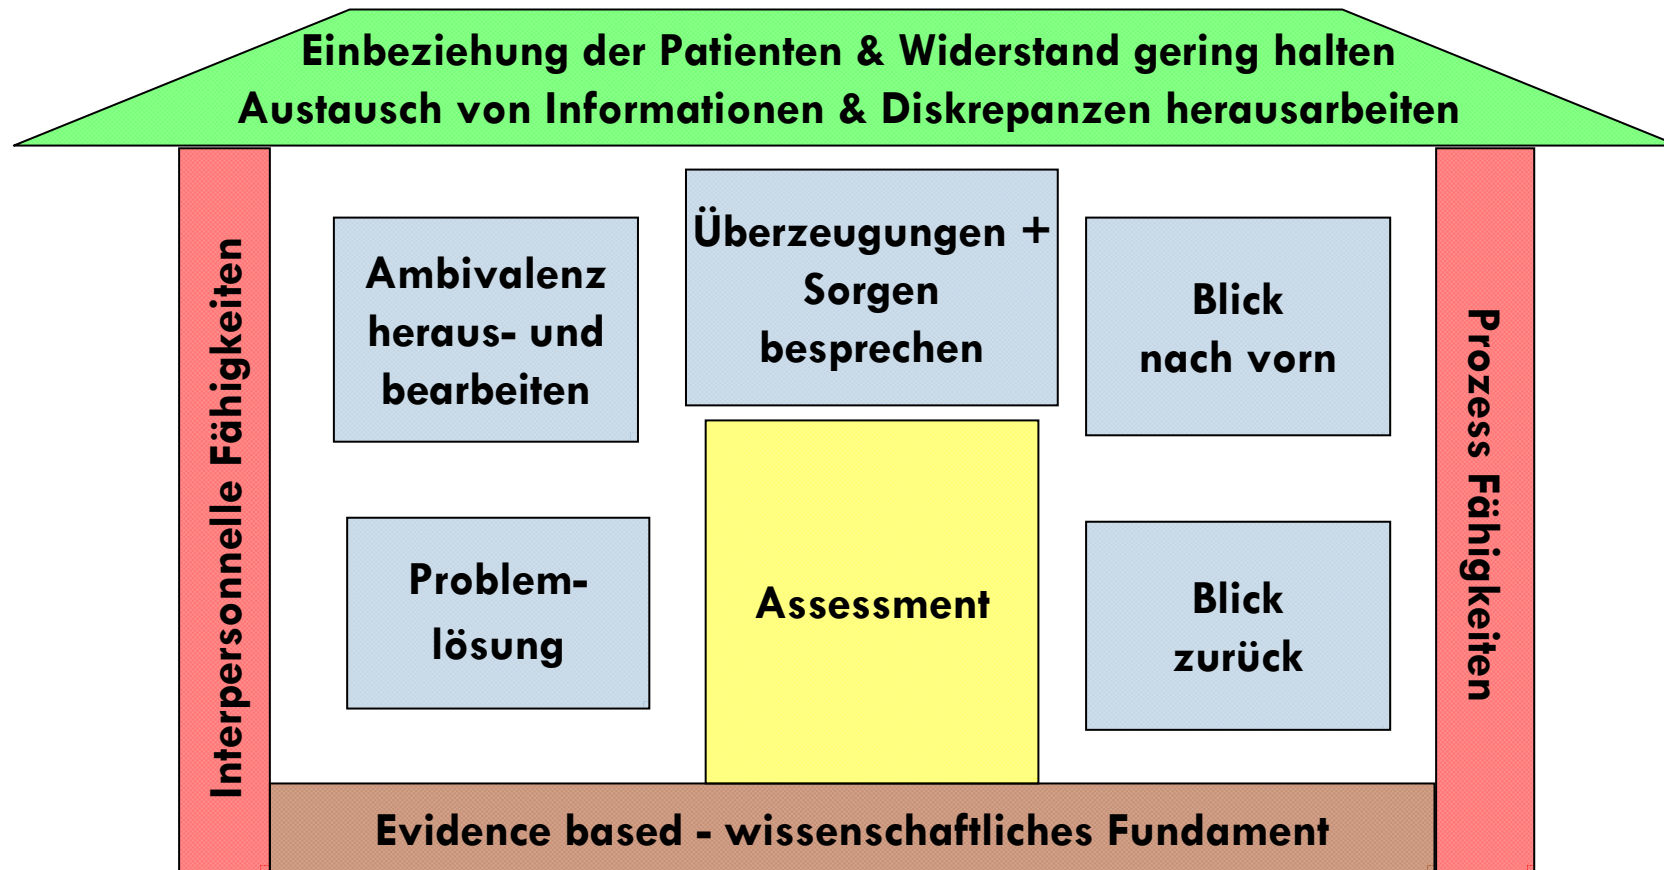 Einbeziehung der Patienten & Widerstand gering halten
Austausch von Informationen & Diskrepanzen herausarbeiten
Interpersonnelle Fähigkeiten
Ambivalenz
heraus- und
bearbeiten
Überzeugungen +
Sorgen
besprechen
Blick
nach vorn
Prozess Fähigkeiten
Problem-
lösung
Assessment
Blick
zurück
Evidence based - wissenschaftliches Fundament